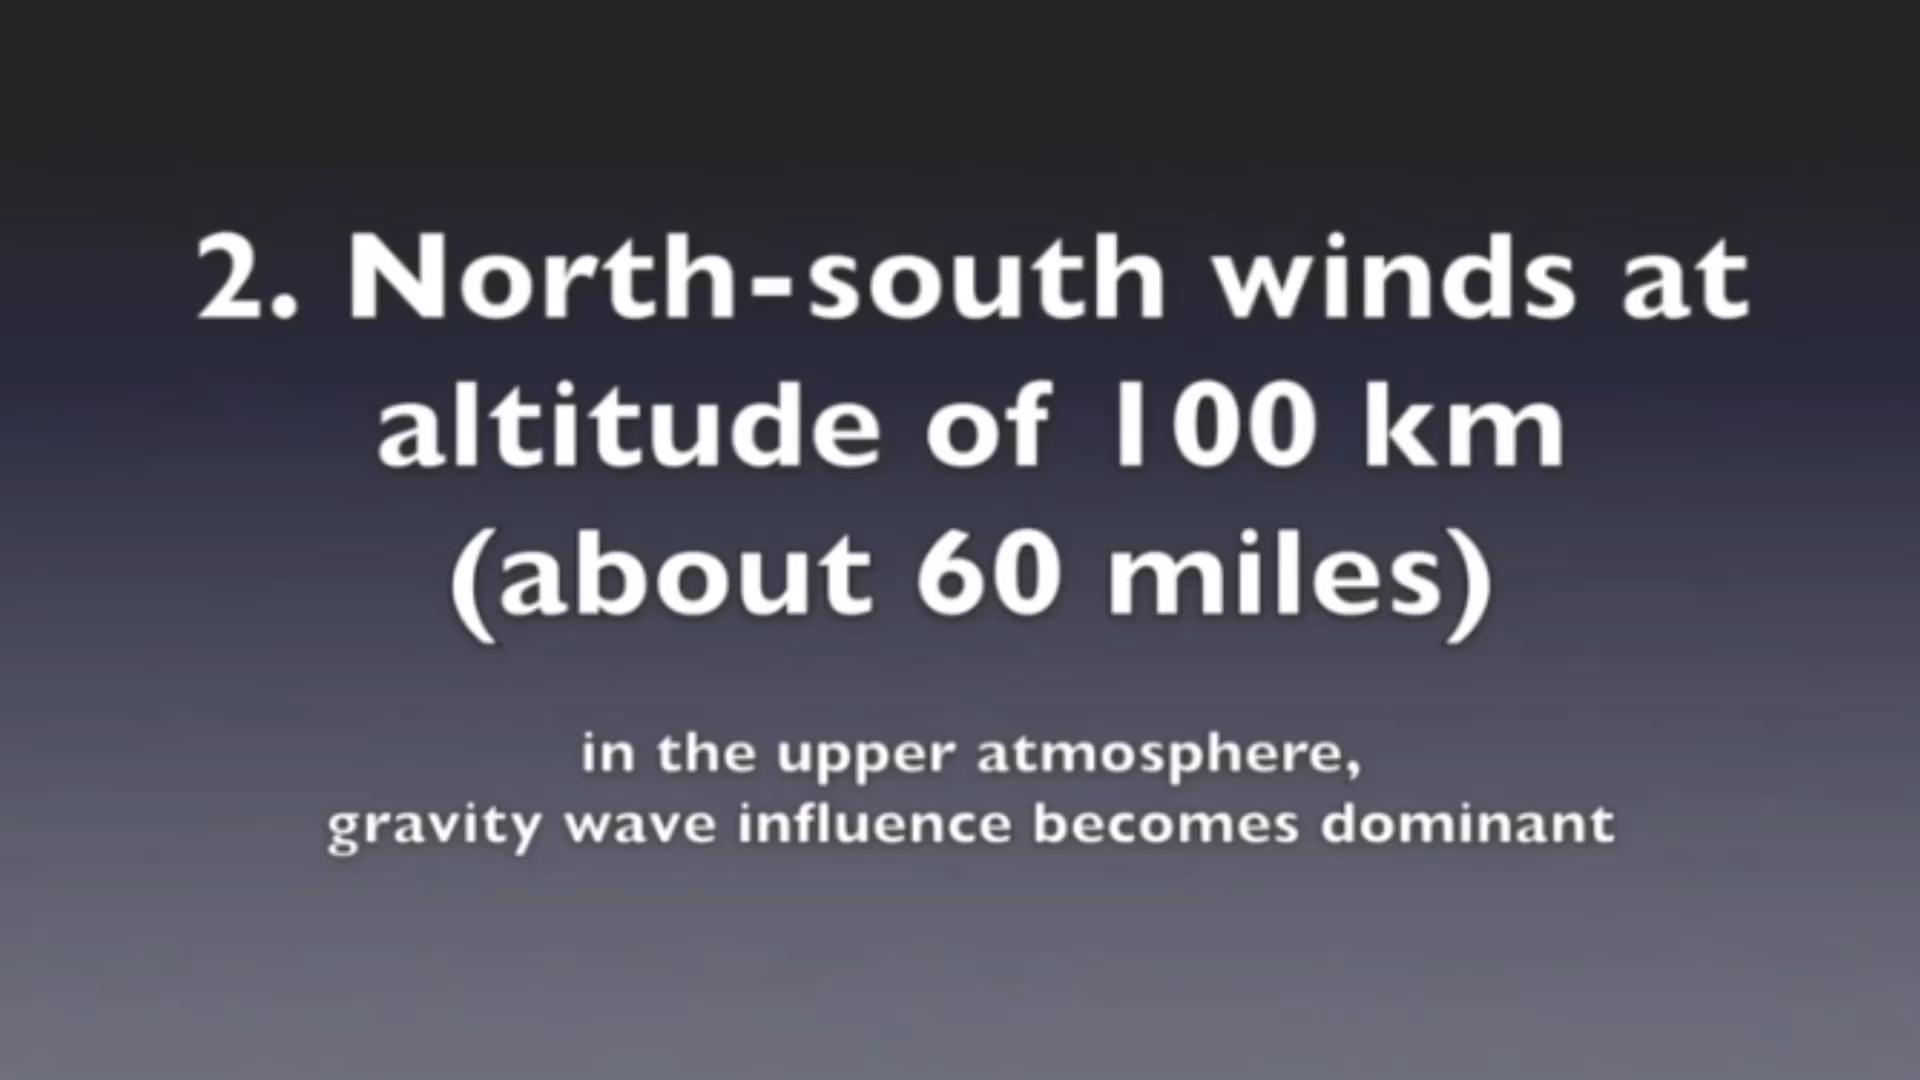 2. North-south winds at
altitude of 100 km
(about 60 miles)
in the upper atmosphere,
gravity wave influence becomes dominant